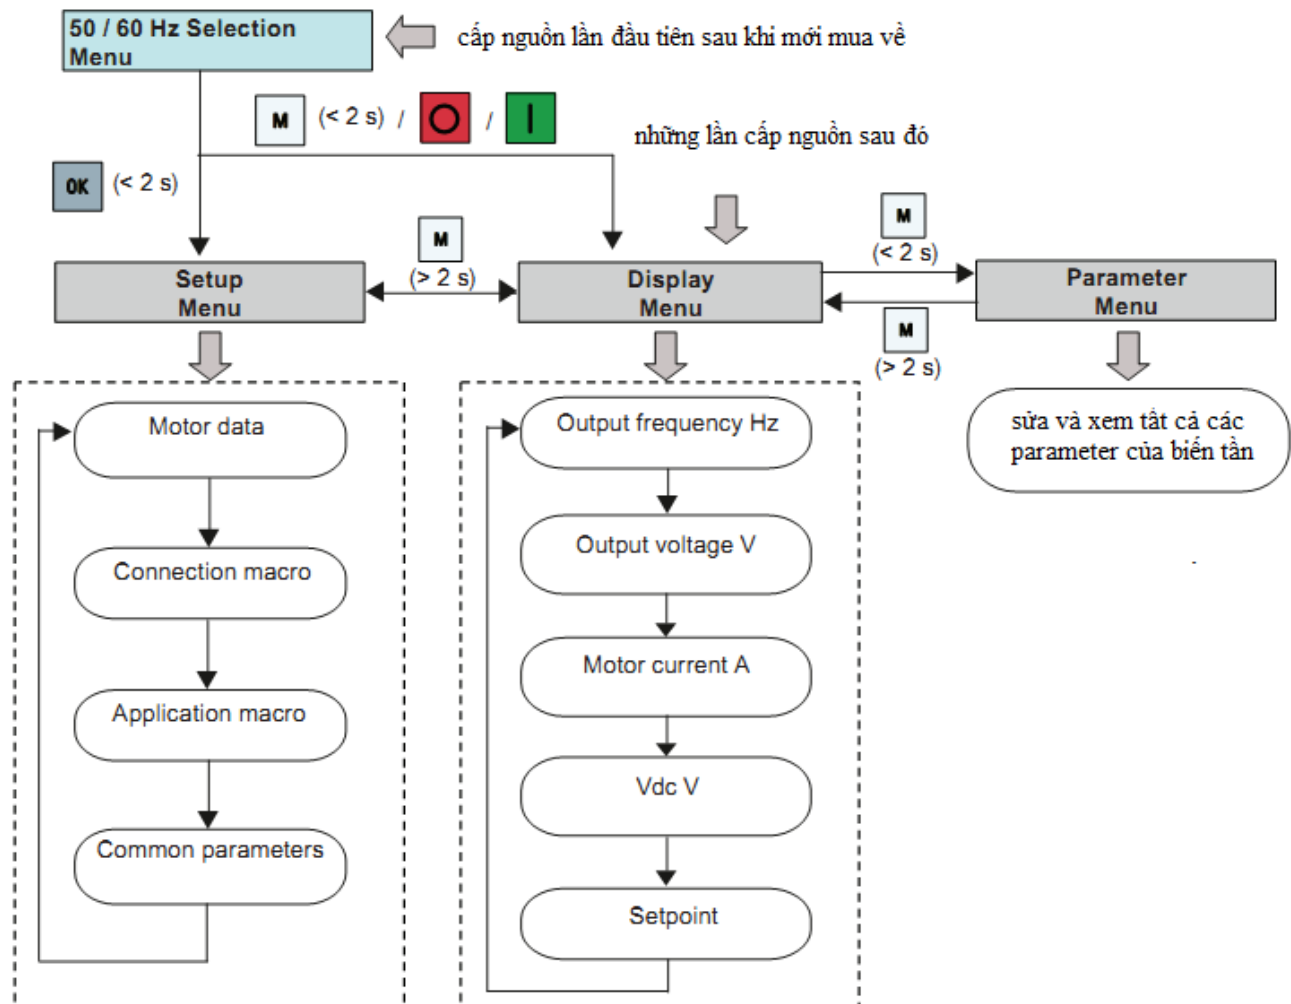 50 / 60 Hz Selection
Menu
cấp nguồn lần đầu tiên sau khi mới mua về
M (< 2 s) / /
những lần cấp nguồn sau đó
OK (< 2 s)
M
(> 2 s)
M
(< 2 s)
Setup
Menu
Display
Menu
Parameter
Menu
M
(> 2 s)
Motor data
Connection macro
Application macro
Common parameters
Output frequency Hz
Output voltage V
Motor current A
Vdc V
Setpoint
sửa và xem tất cả các
parameter của biến tần